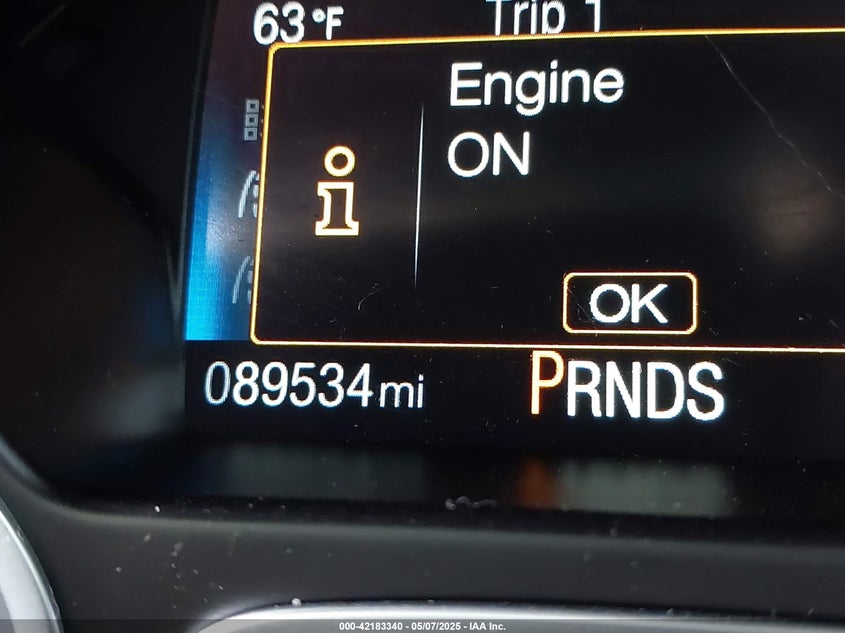 63°F Trip 1
Engine
ON
i
OK
089534mi PRNDS
000-42183340 - 05/07/2025 - IAA Inc.